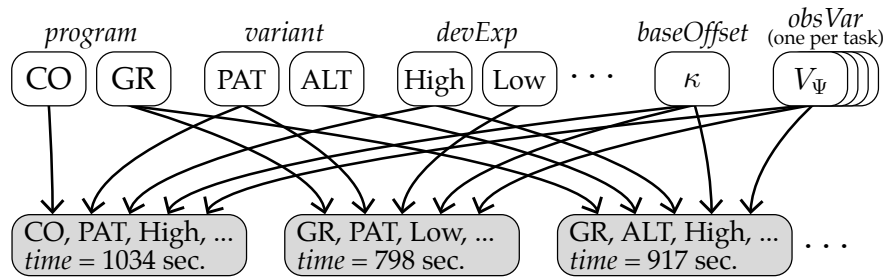 program variant devExp baseOffset obsVar
(one per task)
CO GR PAT ALT High Low ... κ V_Ψ
CO, PAT, High, ... GR, PAT, Low, ... GR, ALT, High, ...
time = 1034 sec. time = 798 sec. time = 917 sec. ...